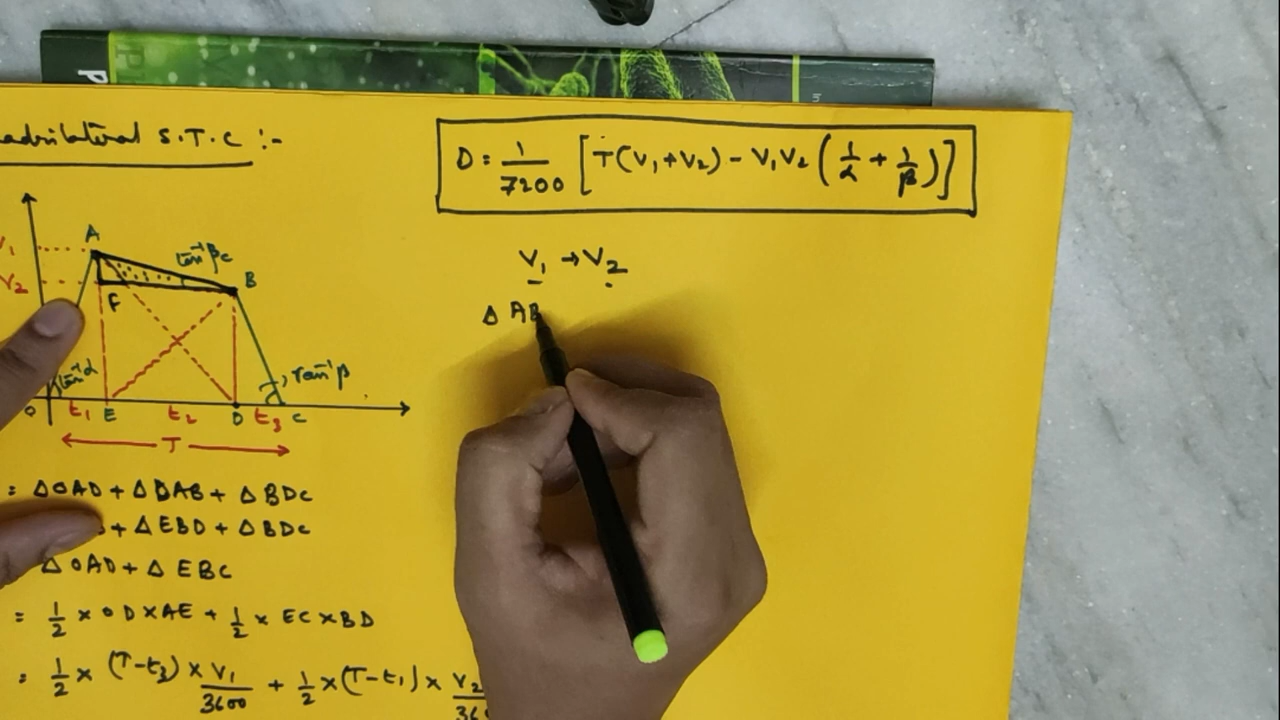 P
In
S.T.C :-
D = 1/7200 [T(V₁+V₂) - V₁V₂(1/α + 1/β)]
V₁ → V₂
Δ AB
A
V₁
tan⁻¹βc
V₂
B
F
tan⁻¹α
tan⁻¹β
O t₁ E t₂ D t₃ C
T
= ΔOAD + ΔDAB + ΔBDC
+ ΔEBD + ΔBDC
ΔOAD + Δ EBC
= 1/2 × OD×AE + 1/2 × EC×BD
= 1/2 × (T-t₃) × V₁/3600 + 1/2 × (T-t₁) × V₂